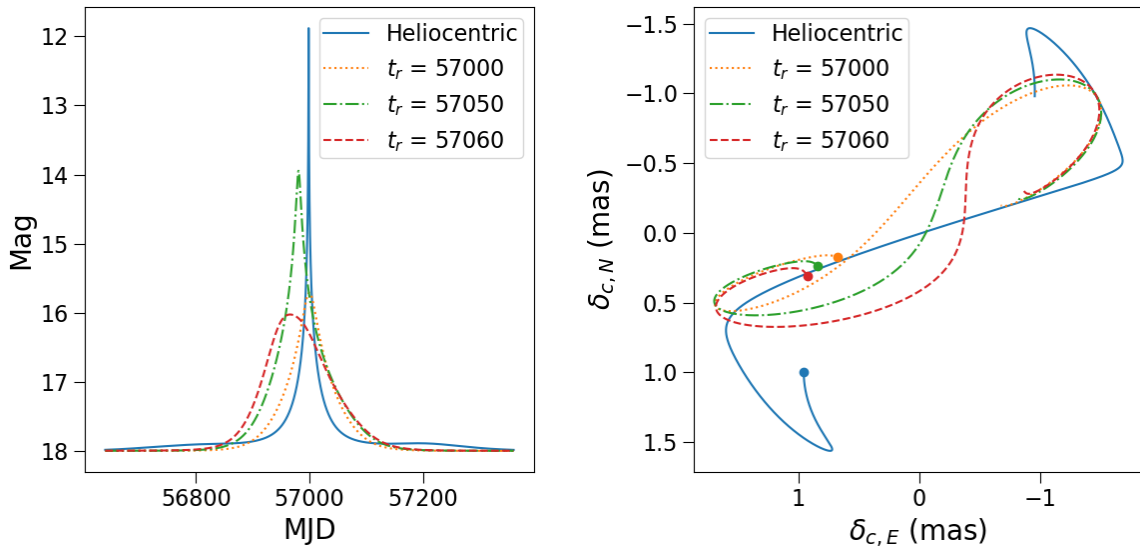 12
13
14
15
16
17
18
Mag
56800
57000
57200
MJD
Heliocentric
t_r = 57000
t_r = 57050
t_r = 57060
−1.5
−1.0
−0.5
0.0
0.5
1.0
1.5
δ_{c,N} (mas)
1
0
−1
δ_{c,E} (mas)
Heliocentric
t_r = 57000
t_r = 57050
t_r = 57060